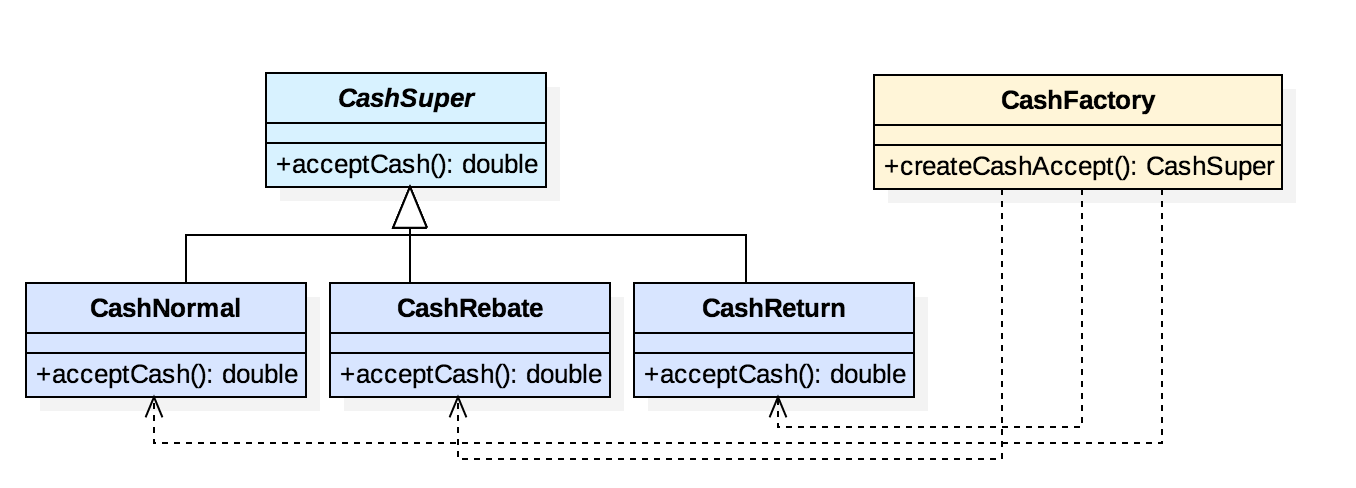 CashSuper
+acceptCash(): double
CashFactory
+createCashAccept(): CashSuper
CashNormal
+acceptCash(): double
CashRebate
+acceptCash(): double
CashReturn
+acceptCash(): double